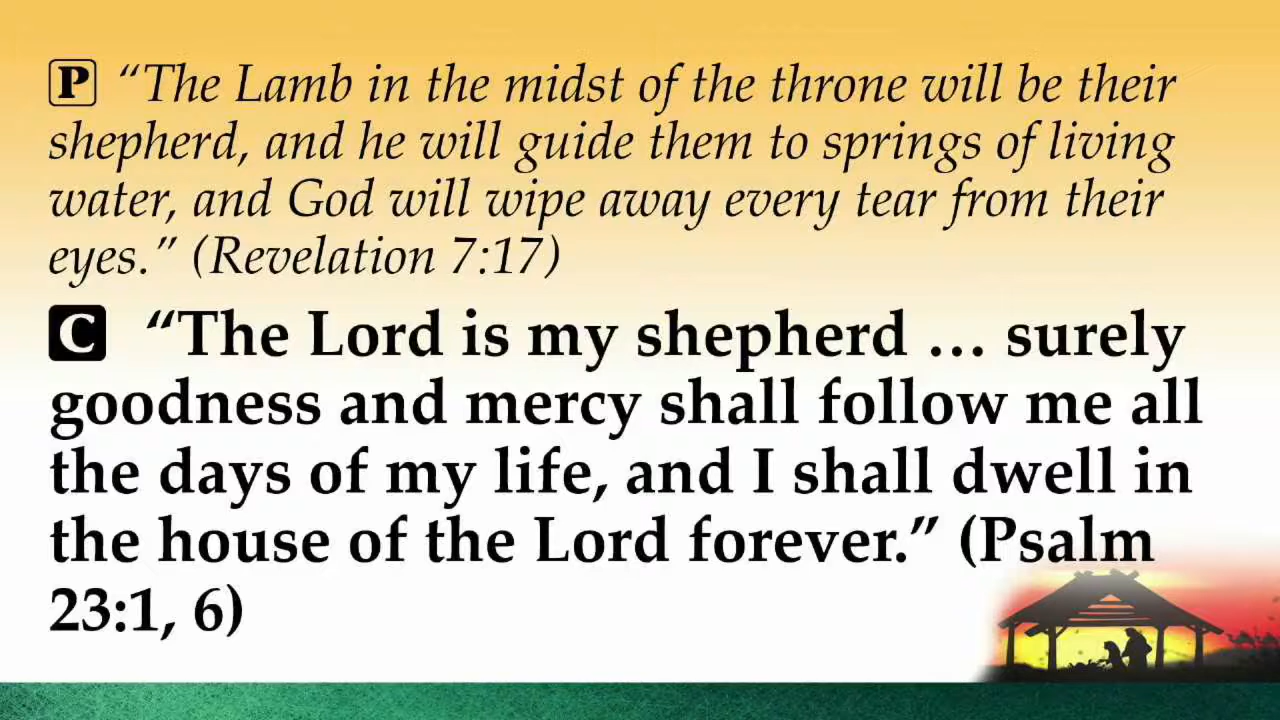 P “The Lamb in the midst of the throne will be their
shepherd, and he will guide them to springs of living
water, and God will wipe away every tear from their
eyes.” (Revelation 7:17)
C “The Lord is my shepherd … surely
goodness and mercy shall follow me all
the days of my life, and I shall dwell in
the house of the Lord forever.” (Psalm
23:1, 6)